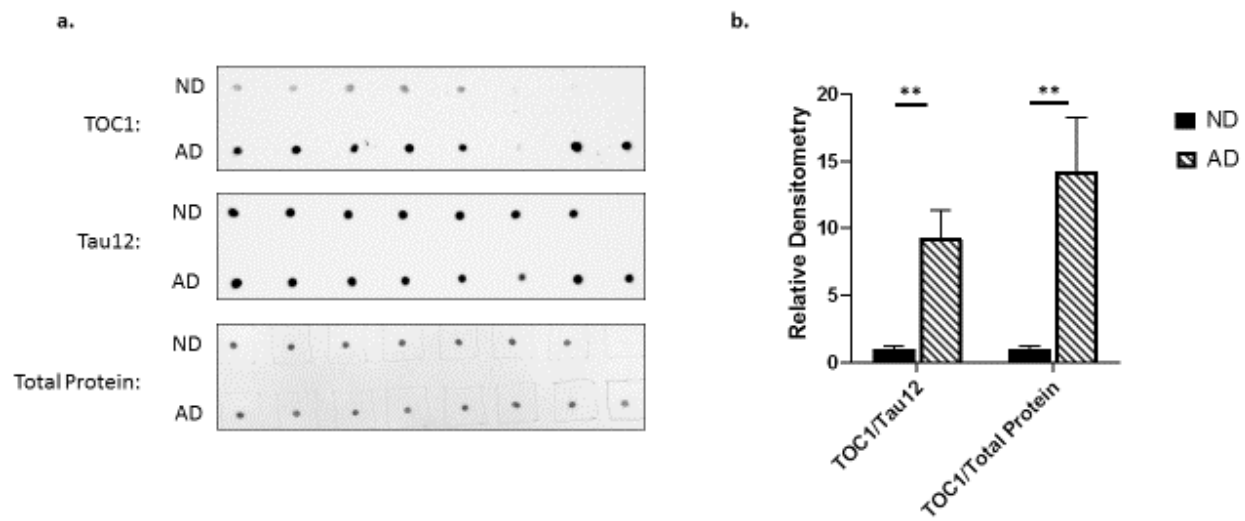 a.
TOC1:
ND
AD
Tau12:
ND
AD
Total Protein:
ND
AD
b.
Relative Densitometry
20
15
10
5
0
**
**
TOC1/Tau12
TOC1/Total Protein
ND
AD